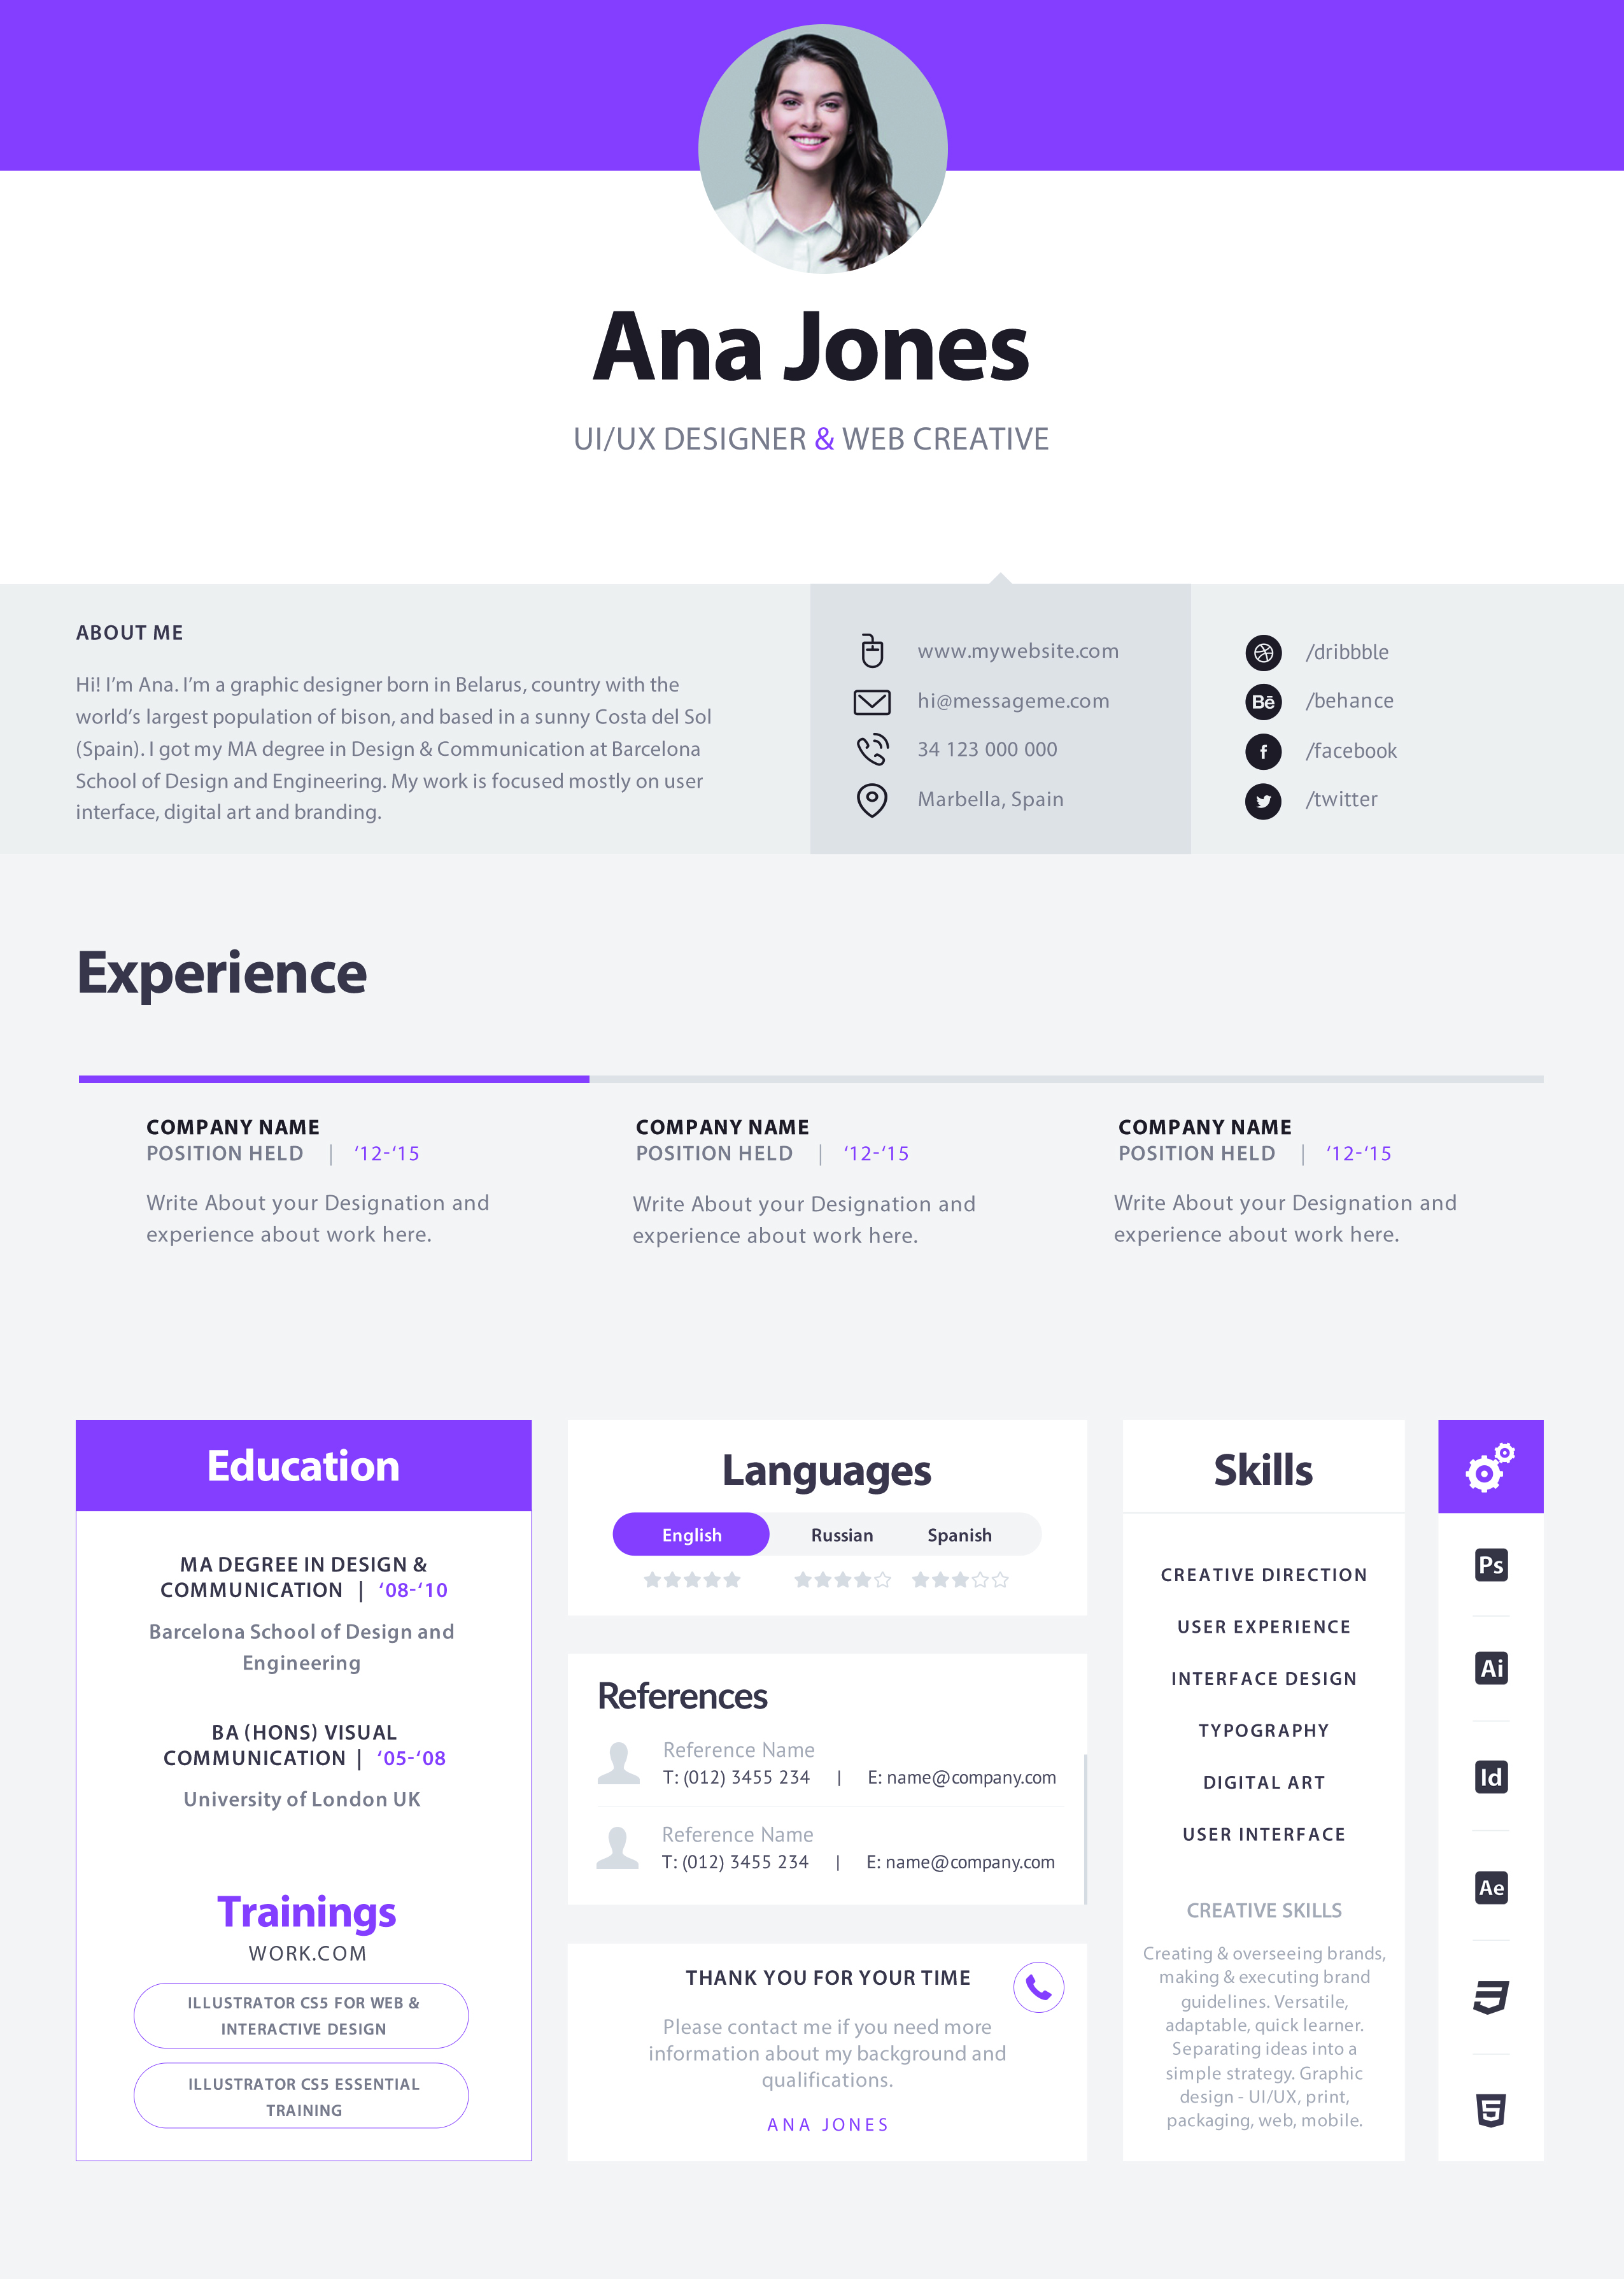 Ana Jones
UI/UX DESIGNER & WEB CREATIVE
ABOUT ME
Hi! I’m Ana. I’m a graphic designer born in Belarus, country with the
world’s largest population of bison, and based in a sunny Costa del Sol
(Spain). I got my MA degree in Design & Communication at Barcelona
School of Design and Engineering. My work is focused mostly on user
interface, digital art and branding.
www.mywebsite.com
hi@messageme.com
34 123 000 000
Marbella, Spain
/dribbble
Bē /behance
f /facebook
/twitter
Experience
COMPANY NAME
POSITION HELD | ‘12-‘15
Write About your Designation and
experience about work here.
COMPANY NAME
POSITION HELD | ‘12-‘15
Write About your Designation and
experience about work here.
COMPANY NAME
POSITION HELD | ‘12-‘15
Write About your Designation and
experience about work here.
Education
MA DEGREE IN DESIGN &
COMMUNICATION | ‘08-‘10
Barcelona School of Design and
Engineering
BA (HONS) VISUAL
COMMUNICATION | ‘05-‘08
University of London UK
Trainings
WORK.COM
ILLUSTRATOR CS5 FOR WEB &
INTERACTIVE DESIGN
ILLUSTRATOR CS5 ESSENTIAL
TRAINING
Languages
English Russian Spanish
References
Reference Name
T: (012) 3455 234 | E: name@company.com
Reference Name
T: (012) 3455 234 | E: name@company.com
THANK YOU FOR YOUR TIME
Please contact me if you need more
information about my background and
qualifications.
ANA JONES
Skills
CREATIVE DIRECTION
USER EXPERIENCE
INTERFACE DESIGN
TYPOGRAPHY
DIGITAL ART
USER INTERFACE
CREATIVE SKILLS
Creating & overseeing brands,
making & executing brand
guidelines. Versatile,
adaptable, quick learner.
Separating ideas into a
simple strategy. Graphic
design - UI/UX, print,
packaging, web, mobile.
Ps
Ai
Id
Ae
3
5